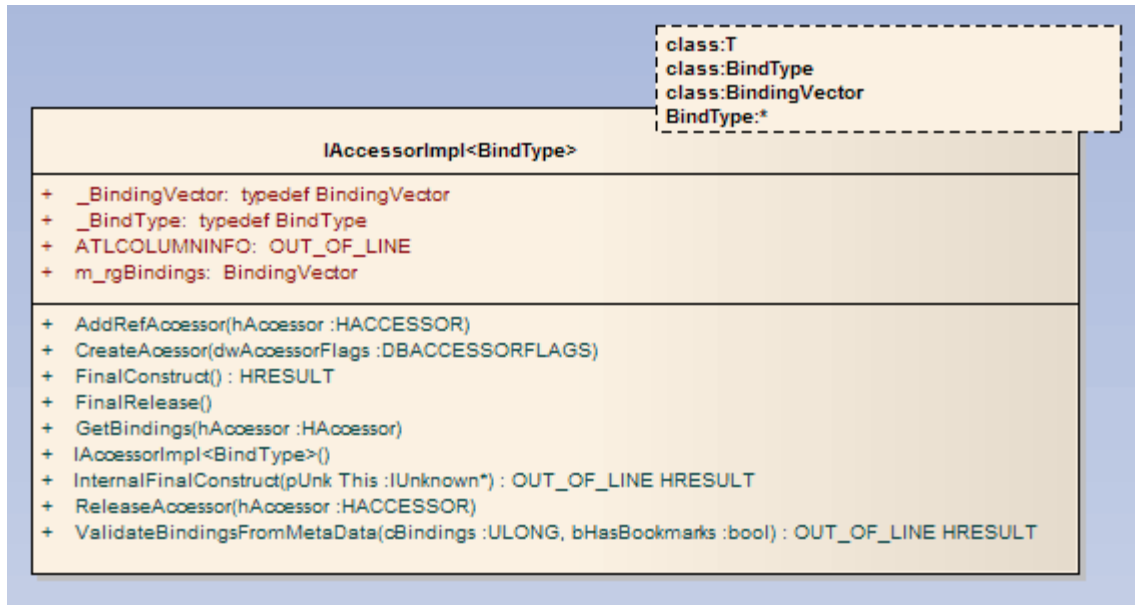 class:T
class:BindType
class:BindingVector
BindType:*
IAccessorImpl<BindType>
+ _BindingVector: typedef BindingVector
+ _BindType: typedef BindType
+ ATLCOLUMNINFO: OUT_OF_LINE
+ m_rgBindings: BindingVector
+ AddRefAccessor(hAccessor :HACCESSOR)
+ CreateAcessor(dwAccessorFlags :DBACCESSORFLAGS)
+ FinalConstruct() : HRESULT
+ FinalRelease()
+ GetBindings(hAccessor :HAccessor)
+ IAccessorImpl<BindType>()
+ InternalFinalConstruct(pUnk This :IUnknown*) : OUT_OF_LINE HRESULT
+ ReleaseAccessor(hAccessor :HACCESSOR)
+ ValidateBindingsFromMetaData(cBindings :ULONG, bHasBookmarks :bool) : OUT_OF_LINE HRESULT